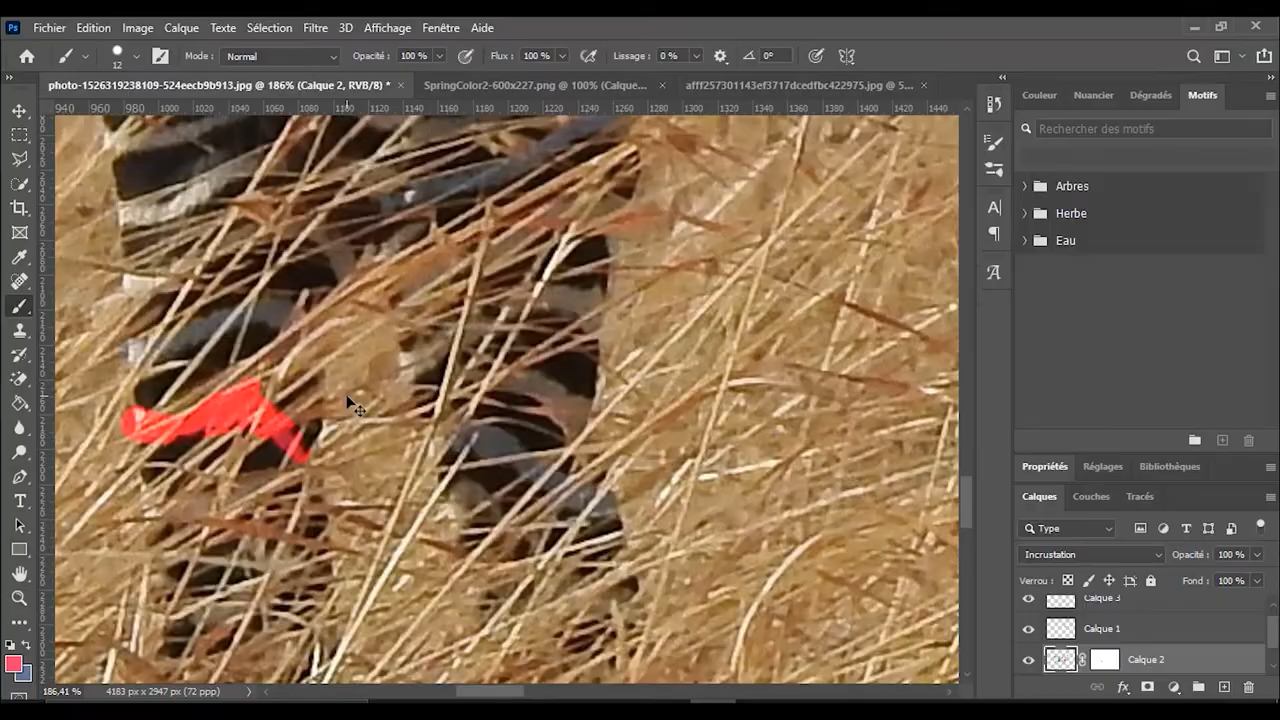 Ps Fichier Edition Image Calque Texte Sélection Filtre 3D Affichage Fenêtre Aide
12 Mode : Normal Opacité : 100 % Flux : 100 % Lissage : 0 % 0°
photo-1526319238109-524eecb9b913.jpg @ 186% (Calque 2, RVB/8) * × SpringColor2-600x227.png @ 100% (Calque... × afff257301143ef3717dcedfbc422975.jpg @ 5... ×
940 960 980 1000 1020 1040 1060 1080 1100 1120 1140 1160 1180 1200 1220 1240 1260 1280 1300 1320 1340 1360 1380 1400 1420 1440
Couleur Nuancier Dégradés Motifs
Rechercher des motifs
Arbres
Herbe
Eau
Propriétés Réglages Bibliothèques
Calques Couches Tracés
Type
Incrustation Opacité : 100 %
Verrou : Fond : 100 %
Calque 3
Calque 1
Calque 2
fx
186,41 % 4183 px x 2947 px (72 ppp)